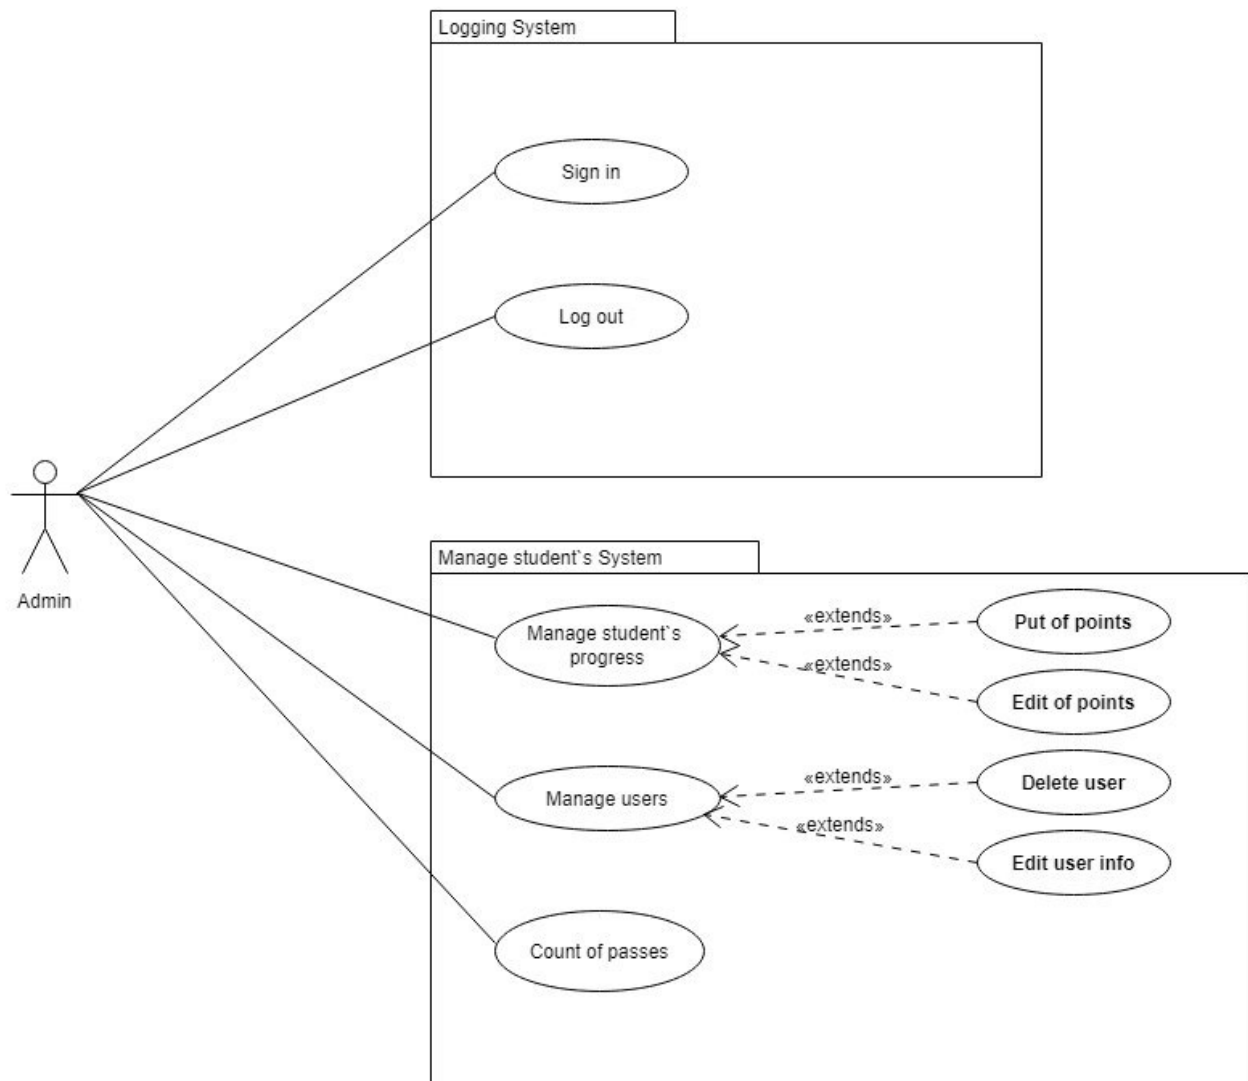 Logging System
Sign in
Log out
Admin
Manage student`s System
Manage student`s
progress
«extends»
Put of points
«extends»
Edit of points
Manage users
«extends»
Delete user
«extends»
Edit user info
Count of passes